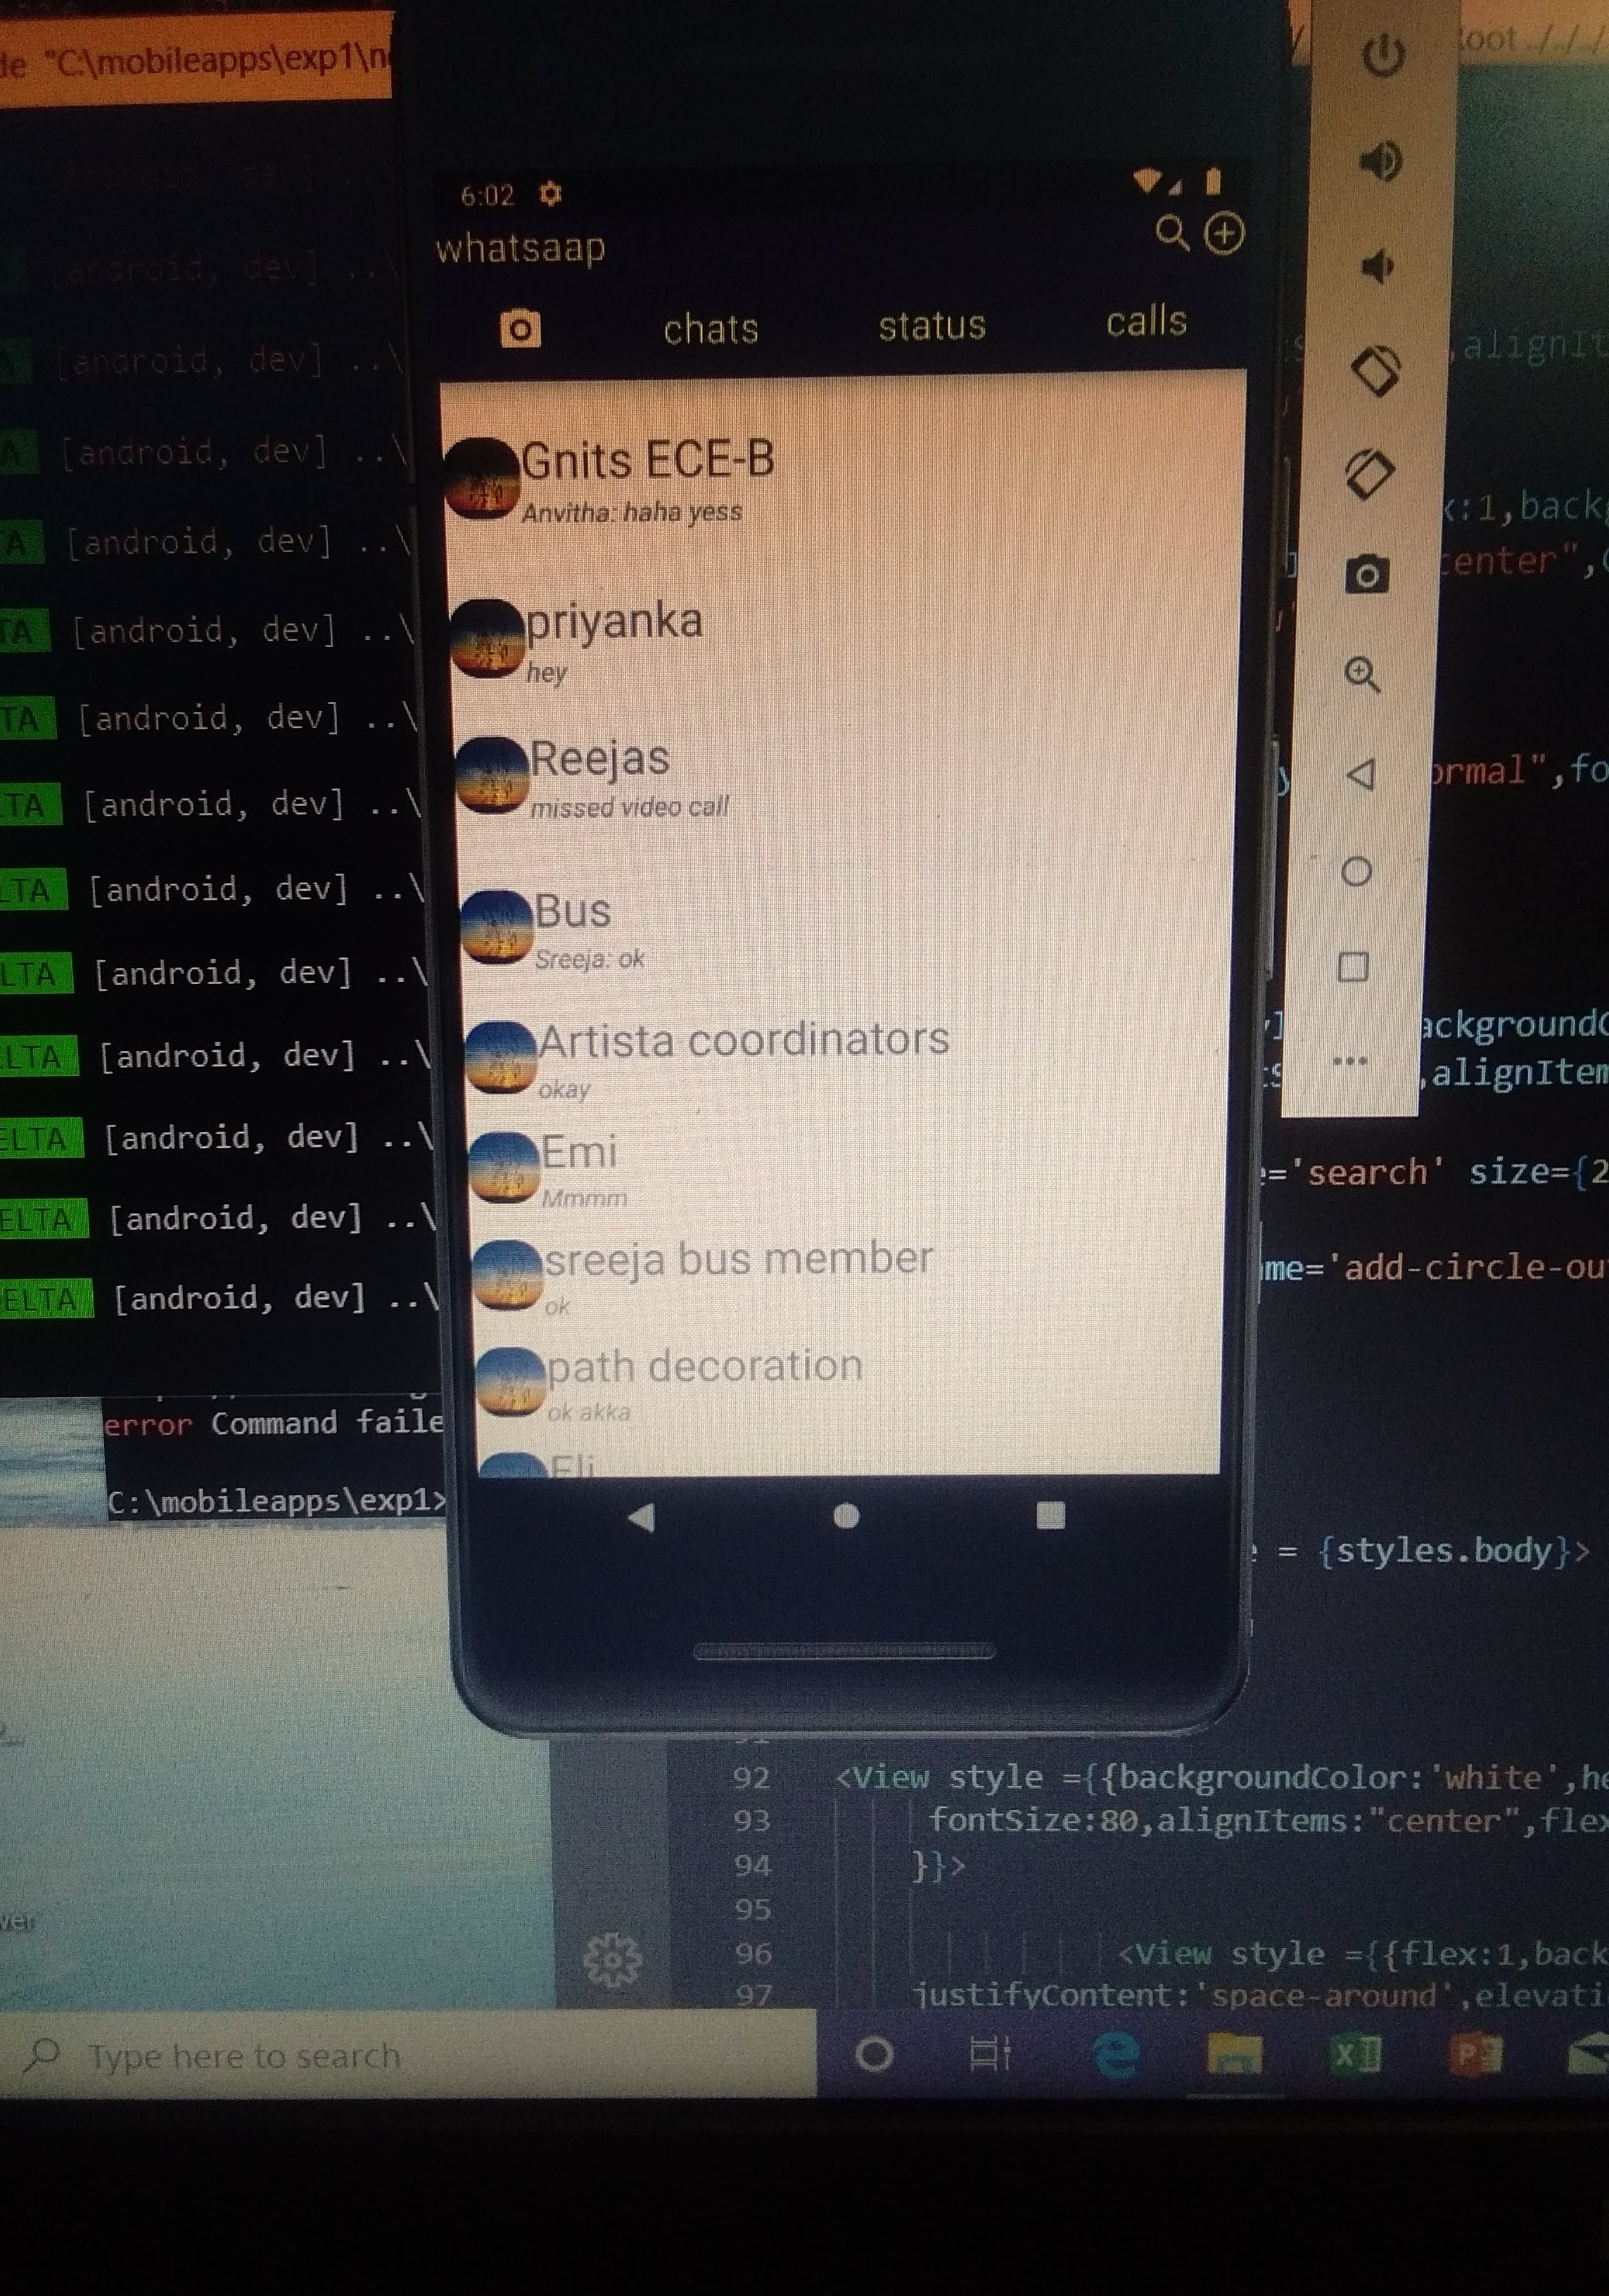 de "C:\mobileapps\exp1\n
oot ../../../
6:02
whatsaap
chats status calls
Gnits ECE-B
Anvitha: haha yess
priyanka
hey
Reejas
missed video call
Bus
Sreeja: ok
Artista coordinators
okay
Emi
Mmmm
sreeja bus member
ok
path decoration
ok akka
Eli
[android, dev] ..\
[android, dev] ..\
A [android, dev] ..\
A [android, dev] ..\
TA [android, dev] ..\
TA [android, dev] ..\
LTA [android, dev] ..\
LTA [android, dev] ..\
LTA [android, dev] ..\
ELTA [android, dev] ..\
ELTA [android, dev] ..\
ELTA [android, dev] ..\
ELTA [android, dev] ..\
error Command faile
C:\mobileapps\exp1>
,alignIt
x:1,back
center",
ormal",fo
ackgroundC
,alignItem
e='search' size={2
ame='add-circle-ou
= {styles.body}>
92 <View style ={{backgroundColor:'white',he
93 fontSize:80,alignItems:"center",flex
94 }}>
95
96 <View style ={{flex:1,back
97 justifyContent:'space-around',elevati
ver
Type here to search